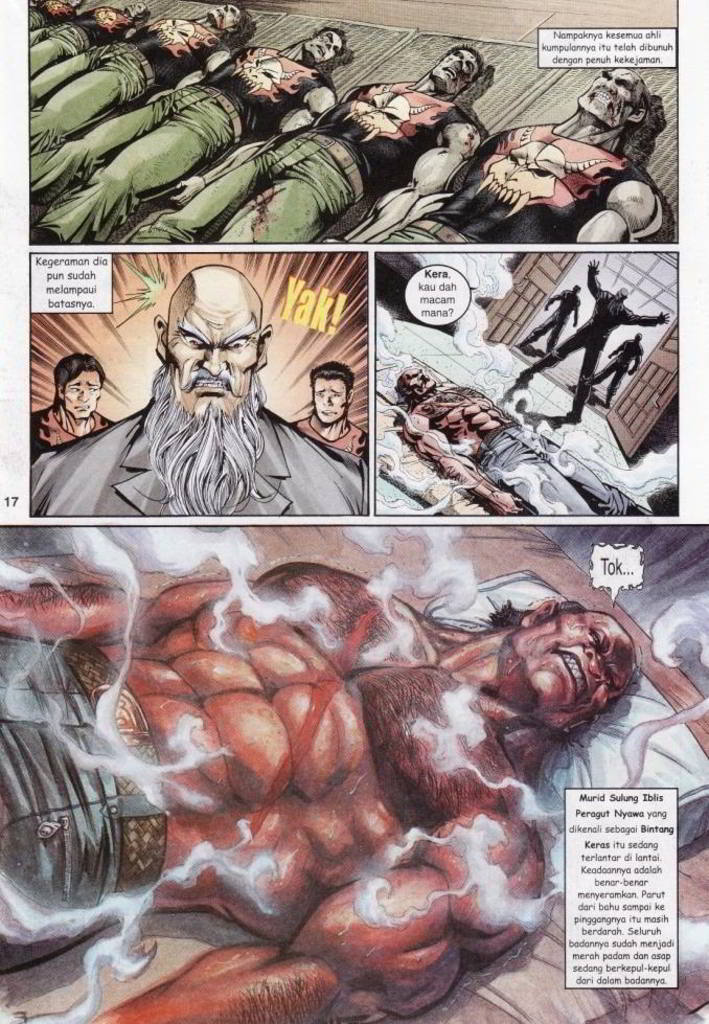 Nampaknya kesemua ahli
kumpulannya itu telah dibunuh
dengan penuh kekejaman.
Kegeraman dia
pun sudah
melampaui
batasnya.
Yak!
Kera,
kau dah
macam
mana?
17
Tok...
Murid Sulung Iblis
Peragut Nyawa yang
dikenali sebagai Bintang
Keras itu sedang
terlantar di lantai.
Keadaannya adalah
benar-benar
menyeramkan. Parut
dari bahu sampai ke
pinggangnya itu masih
berdarah. Seluruh
badannya sudah menjadi
merah padam dan asap
sedang berkepul-kepul
dari dalam badannya.